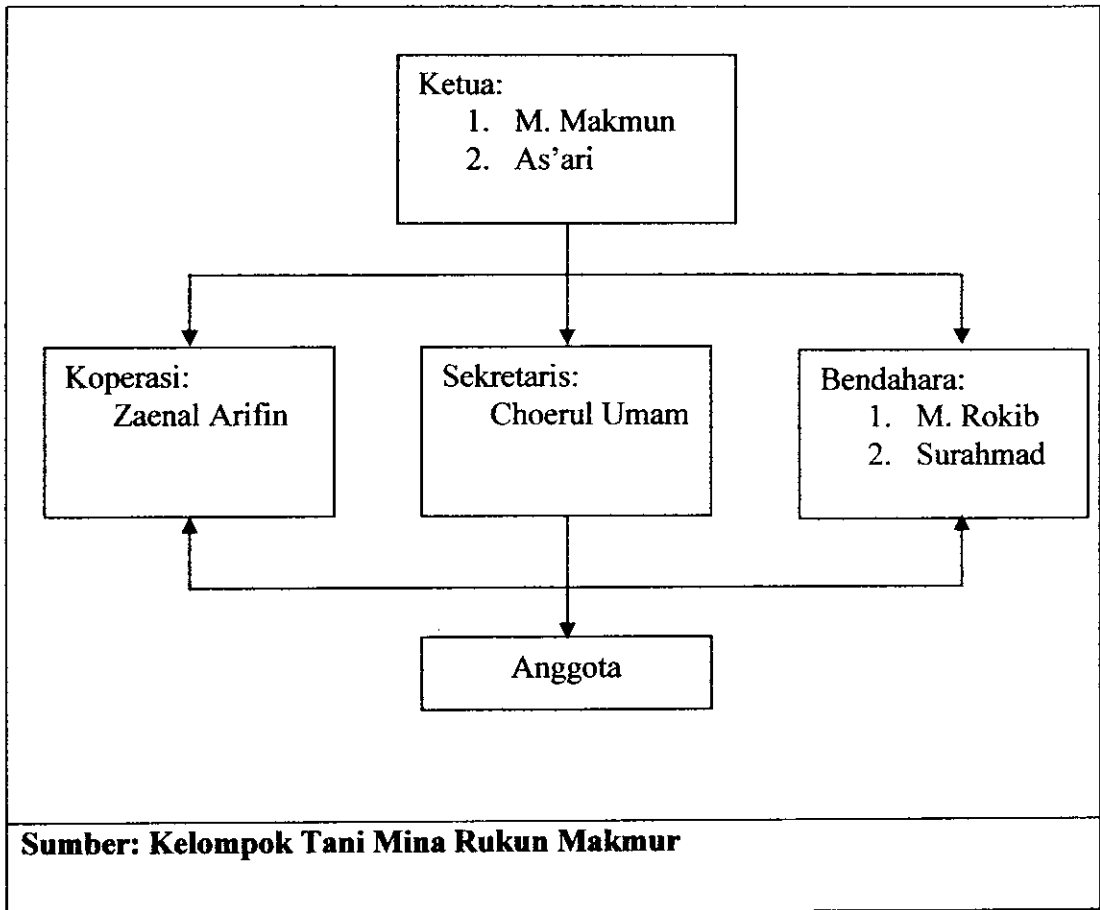 Ketua:
1. M. Makmun
2. As’ari
Koperasi:
Zaenal Arifin
Sekretaris:
Choerul Umam
Bendahara:
1. M. Rokib
2. Surahmad
Anggota
Sumber: Kelompok Tani Mina Rukun Makmur